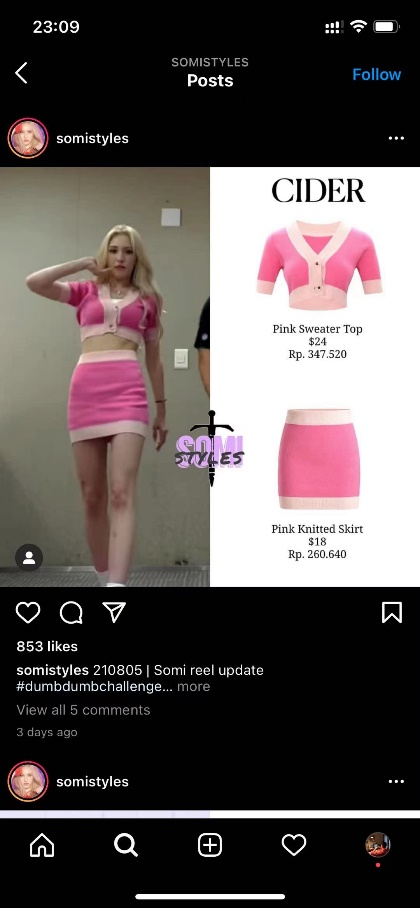 23:09
SOMISTYLES
Posts
Follow
somistyles
CIDER
Pink Sweater Top
$24
Rp. 347.520
SOMI
STYLES
Pink Knitted Skirt
$18
Rp. 260.640
853 likes
somistyles 210805 | Somi reel update
#dumbdumbchallenge... more
View all 5 comments
3 days ago
somistyles